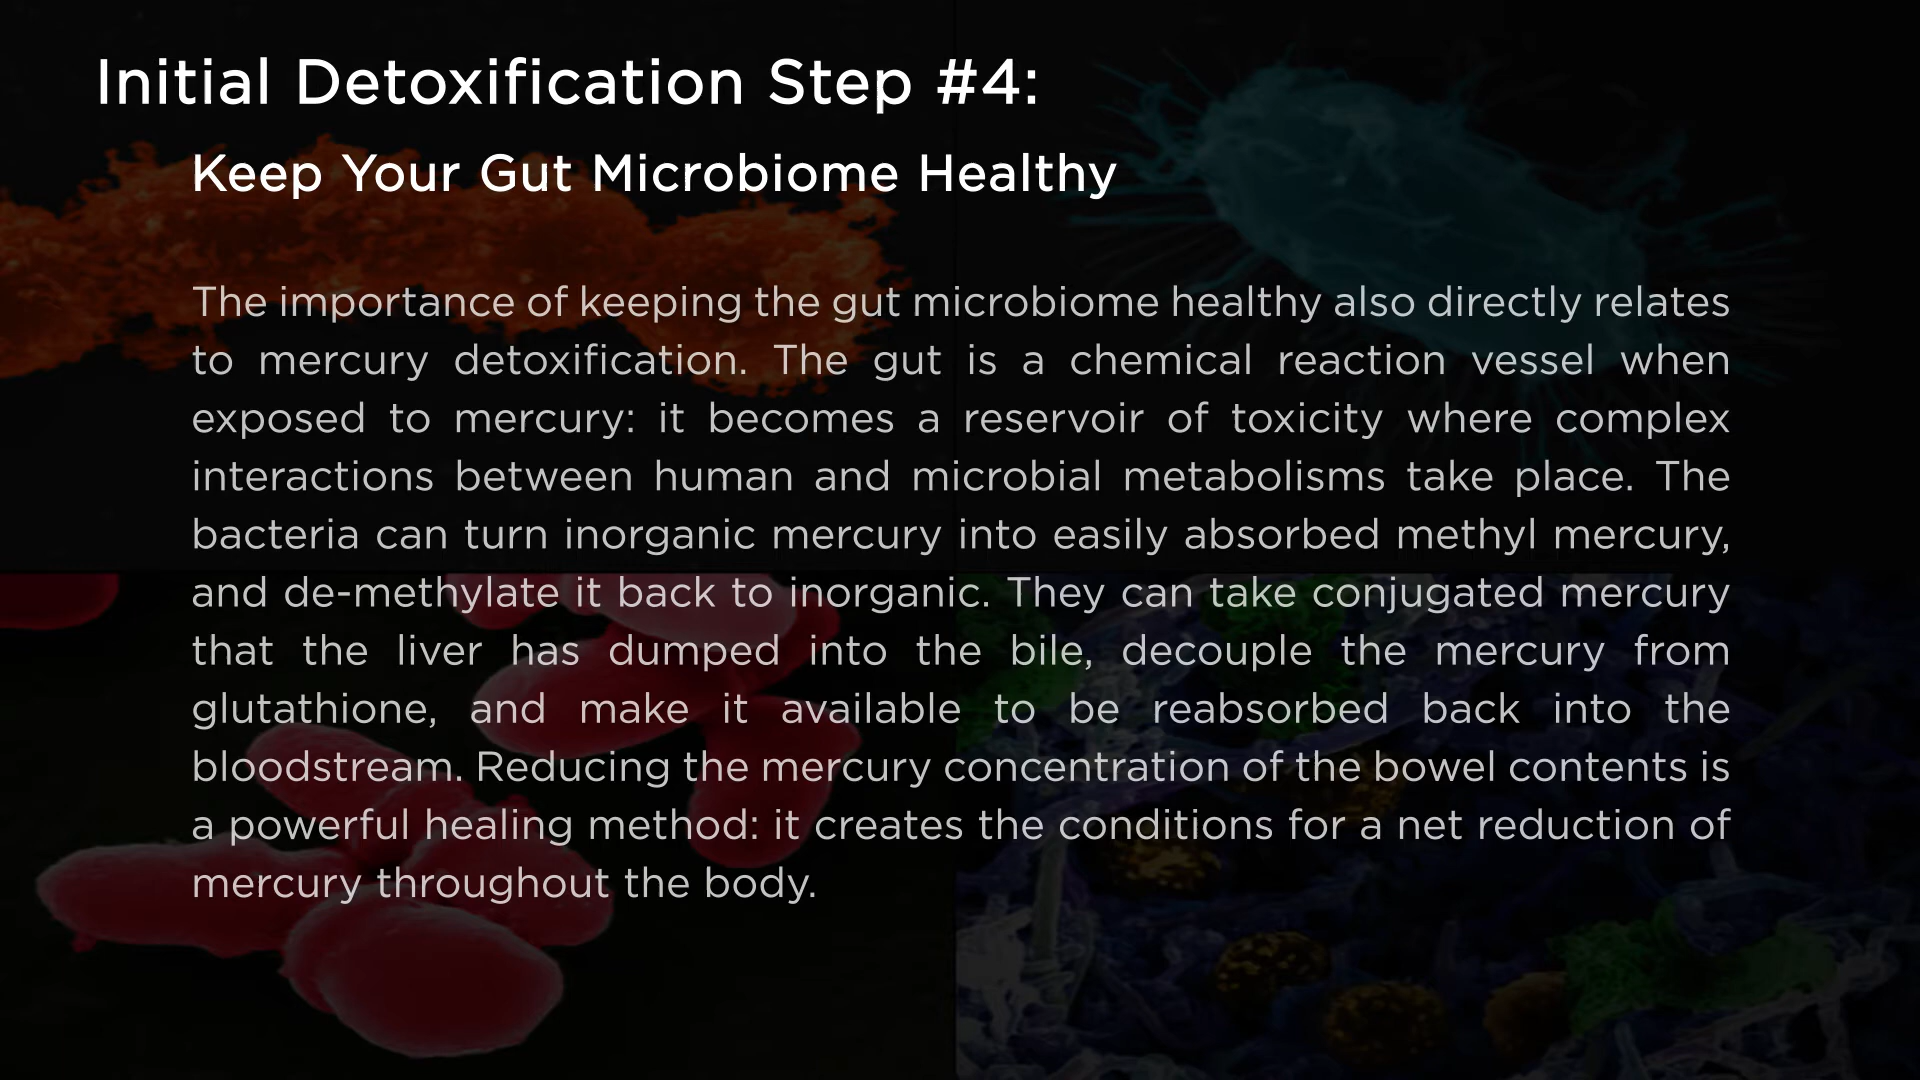 Initial Detoxification Step #4:
Keep Your Gut Microbiome Healthy
The importance of keeping the gut microbiome healthy also directly relates
to mercury detoxification. The gut is a chemical reaction vessel when
exposed to mercury: it becomes a reservoir of toxicity where complex
interactions between human and microbial metabolisms take place. The
bacteria can turn inorganic mercury into easily absorbed methyl mercury,
and de-methylate it back to inorganic. They can take conjugated mercury
that the liver has dumped into the bile, decouple the mercury from
glutathione, and make it available to be reabsorbed back into the
bloodstream. Reducing the mercury concentration of the bowel contents is
a powerful healing method: it creates the conditions for a net reduction of
mercury throughout the body.